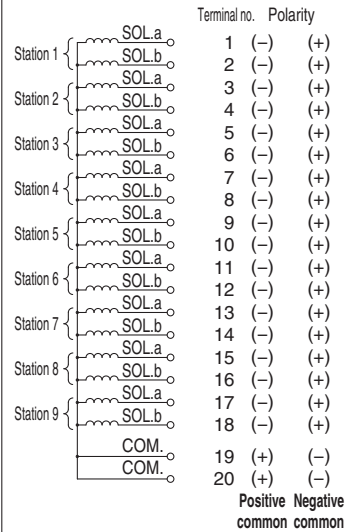 Terminal no. Polarity
Station 1 SOL.a 1 (–) (+)
SOL.b 2 (–) (+)
Station 2 SOL.a 3 (–) (+)
SOL.b 4 (–) (+)
Station 3 SOL.a 5 (–) (+)
SOL.b 6 (–) (+)
Station 4 SOL.a 7 (–) (+)
SOL.b 8 (–) (+)
Station 5 SOL.a 9 (–) (+)
SOL.b 10 (–) (+)
Station 6 SOL.a 11 (–) (+)
SOL.b 12 (–) (+)
Station 7 SOL.a 13 (–) (+)
SOL.b 14 (–) (+)
Station 8 SOL.a 15 (–) (+)
SOL.b 16 (–) (+)
Station 9 SOL.a 17 (–) (+)
SOL.b 18 (–) (+)
COM. 19 (+) (–)
COM. 20 (+) (–)
Positive Negative
common common